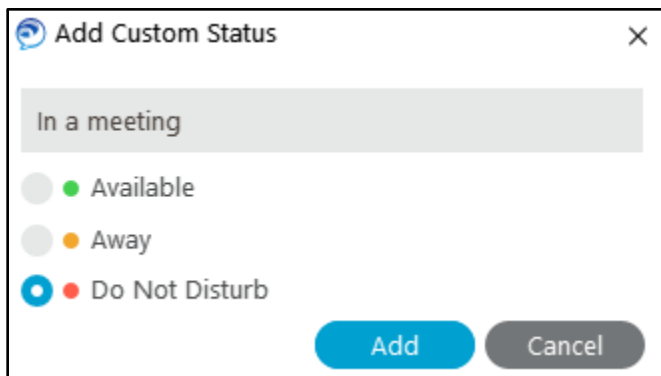 Add Custom Status
In a meeting
Available
Away
Do Not Disturb
Add Cancel